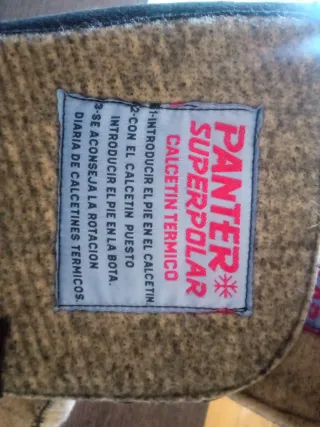 PANTER
SUPERPOLAR
CALCETIN TERMICO
1-INTRODUCIR EL PIE EN EL CALCETIN.
2-CON EL CALCETIN PUESTO
INTRODUCIR EL PIE EN LA BOTA.
3-SE ACONSEJA LA ROTACION
DIARIA DE CALCETINES TERMICOS.